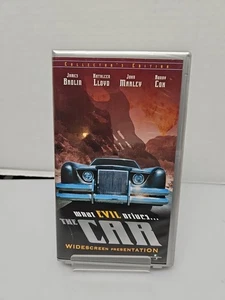 COLLECTOR'S EDITION
JAMES BROLIN KATHLEEN LLOYD JOHN MARLEY RONNY COX
WHAT EVIL DRIVES...
THE CAR
WIDESCREEN PRESENTATION